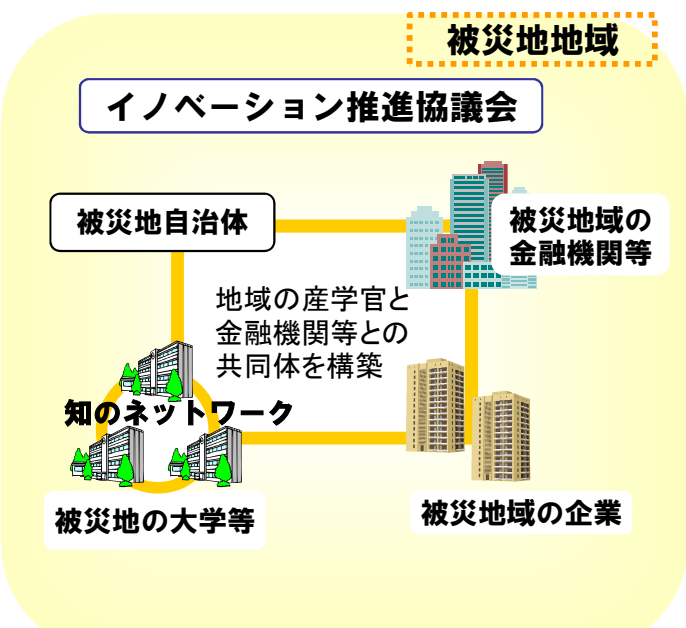 被災地地域
イノベーション推進協議会
被災地自治体
被災地域の
金融機関等
地域の産学官と
金融機関等との
共同体を構築
知のネットワーク
被災地の大学等
被災地域の企業